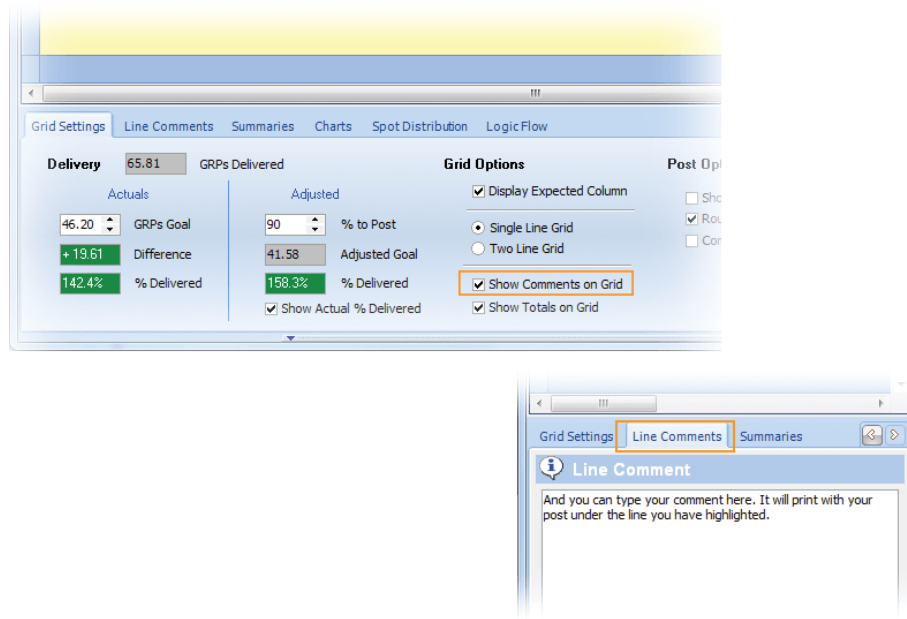 Grid Settings Line Comments Summaries Charts Spot Distribution Logic Flow
Delivery 65.81 GRPs Delivered Grid Options Post
Actuals Adjusted Display Expected Column
46.20 GRPs Goal 90 % to Post Single Line Grid
+ 19.61 Difference 41.58 Adjusted Goal Two Line Grid
142.4% % Delivered 158.3% % Delivered Show Comments on Grid
Show Actual % Delivered Show Totals on Grid
Grid Settings Line Comments Summaries
Line Comment
And you can type your comment here. It will print with your
post under the line you have highlighted.